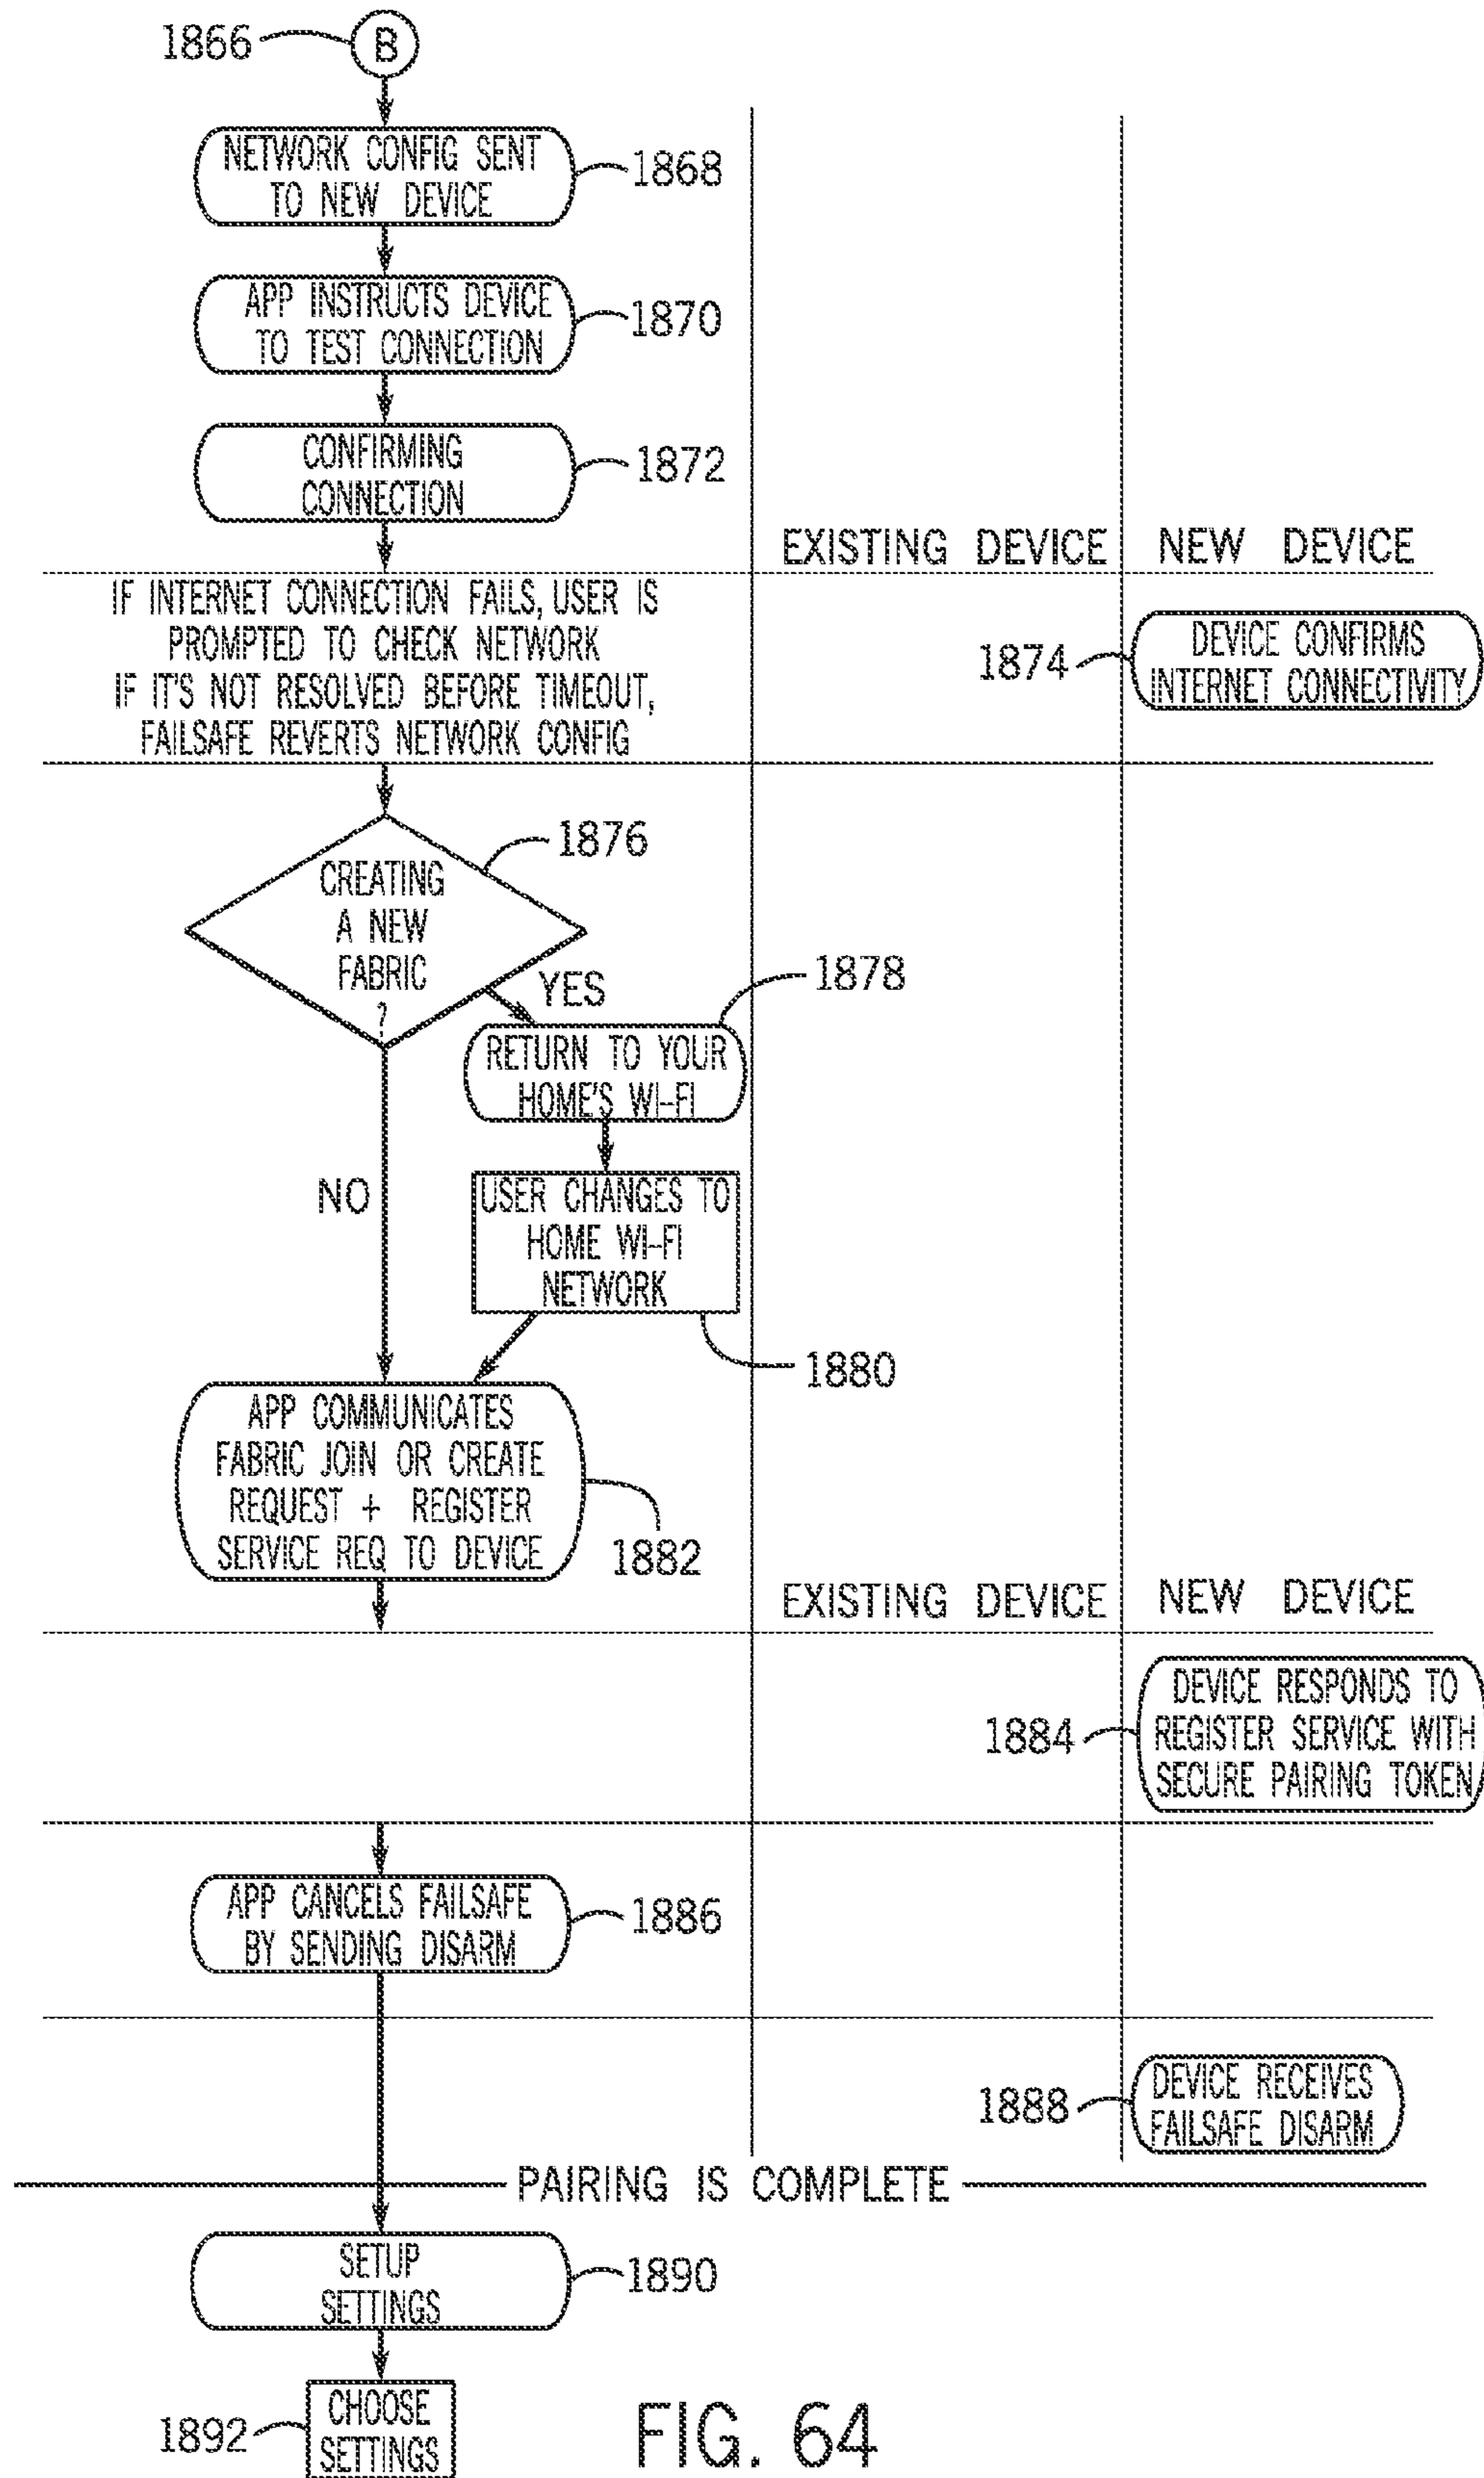 1866
B
NETWORK CONFIG SENT
TO NEW DEVICE
1868
APP INSTRUCTS DEVICE
TO TEST CONNECTION
1870
CONFIRMING
CONNECTION
1872
EXISTING DEVICE
NEW DEVICE
IF INTERNET CONNECTION FAILS, USER IS
PROMPTED TO CHECK NETWORK
IF IT'S NOT RESOLVED BEFORE TIMEOUT,
FAILSAFE REVERTS NETWORK CONFIG
1874
DEVICE CONFIRMS
INTERNET CONNECTIVITY
1876
CREATING
A NEW
FABRIC
?
YES
1878
RETURN TO YOUR
HOME'S WI-FI
NO
USER CHANGES TO
HOME WI-FI
NETWORK
1880
APP COMMUNICATES
FABRIC JOIN OR CREATE
REQUEST + REGISTER
SERVICE REQ TO DEVICE
1882
EXISTING DEVICE
NEW DEVICE
1884
DEVICE RESPONDS TO
REGISTER SERVICE WITH
SECURE PAIRING TOKEN
APP CANCELS FAILSAFE
BY SENDING DISARM
1886
1888
DEVICE RECEIVES
FAILSAFE DISARM
PAIRING IS COMPLETE
SETUP
SETTINGS
1890
1892
CHOOSE
SETTINGS
FIG. 64